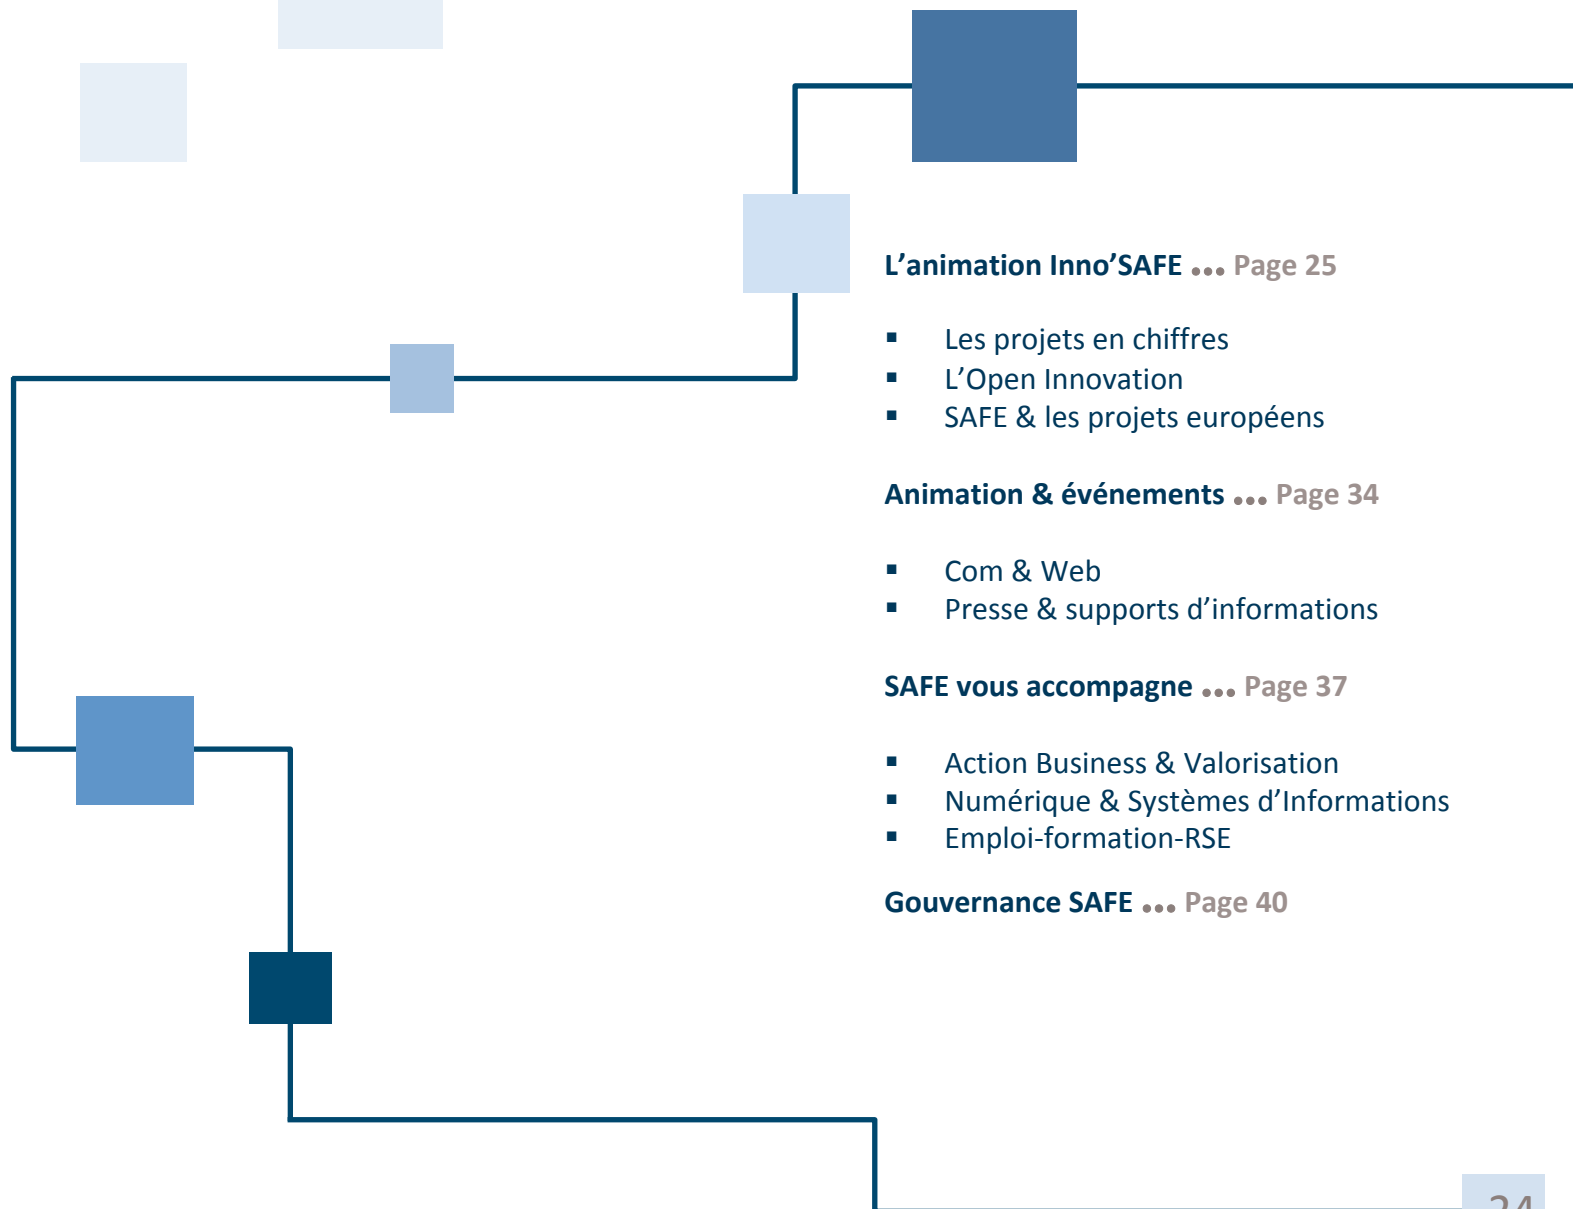 L’animation Inno’SAFE ... Page 25
▪ Les projets en chiffres
▪ L’Open Innovation
▪ SAFE & les projets européens
Animation & événements ... Page 34
▪ Com & Web
▪ Presse & supports d’informations
SAFE vous accompagne ... Page 37
▪ Action Business & Valorisation
▪ Numérique & Systèmes d’Informations
▪ Emploi-formation-RSE
Gouvernance SAFE ... Page 40
24